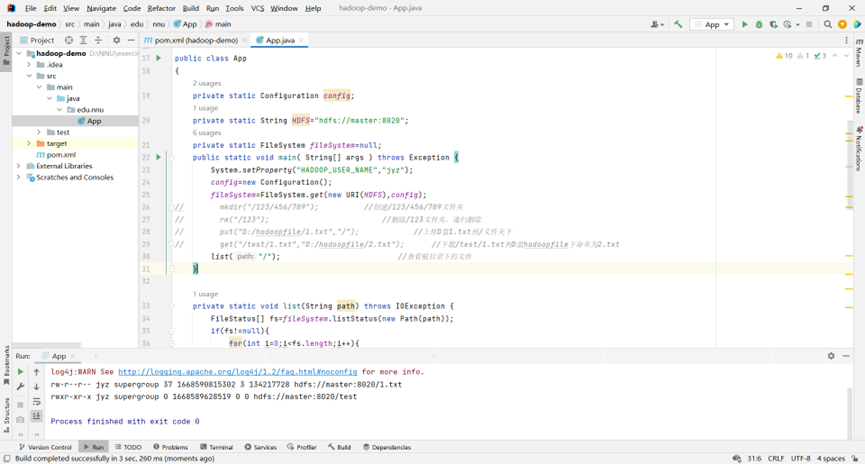 File Edit View Navigate Code Refactor Build Run Tools VCS Window Help hadoop-demo - App.java
hadoop-demo src main java edu nnu App main
App
Project
pom.xml (hadoop-demo) App.java
hadoop-demo D:\NNU\exercis
.idea
src
main
java
edu.nnu
App
test
target
pom.xml
External Libraries
Scratches and Consoles
10 1 3
17 public class App
18 {
2 usages
19 private static Configuration config;
1 usage
20 private static String HDFS="hdfs://master:8020";
6 usages
21 private static FileSystem fileSystem=null;
22 public static void main( String[] args ) throws Exception {
23 System.setProperty("HADOOP_USER_NAME","jyz");
24 config=new Configuration();
25 fileSystem=FileSystem.get(new URI(HDFS),config);
26 // mkdir("/123/456/789"); //创建/123/456/789文件夹
27 // rm("/123"); //删除/123文件夹,递归删除
28 // put("D:/hadoopfile/1.txt","/"); //上传D盘1.txt到/文件夹下
29 // get("/test/1.txt","D:/hadoopfile/2.txt"); //下载/test/1.txt到D盘hadoopfile下命名为2.txt
30 list( path: "/"); //查看根目录下的文件
31 }
32
1 usage
33 private static void list(String path) throws IOException {
34 FileStatus[] fs=fileSystem.listStatus(new Path(path));
35 if(fs!=null){
36 for(int i=0;i<fs.length;i++){
Maven
Database
Notifications
Bookmarks
Structure
Run: App
log4j:WARN See http://logging.apache.org/log4j/1.2/faq.html#noconfig for more info.
rw-r--r-- jyz supergroup 37 1668590815302 3 134217728 hdfs://master:8020/1.txt
rwxr-xr-x jyz supergroup 0 1668589628519 0 0 hdfs://master:8020/test
Process finished with exit code 0
Version Control Run TODO Problems Terminal Services Profiler Build Dependencies
Build completed successfully in 3 sec, 260 ms (moments ago) 31:6 CRLF UTF-8 4 spaces